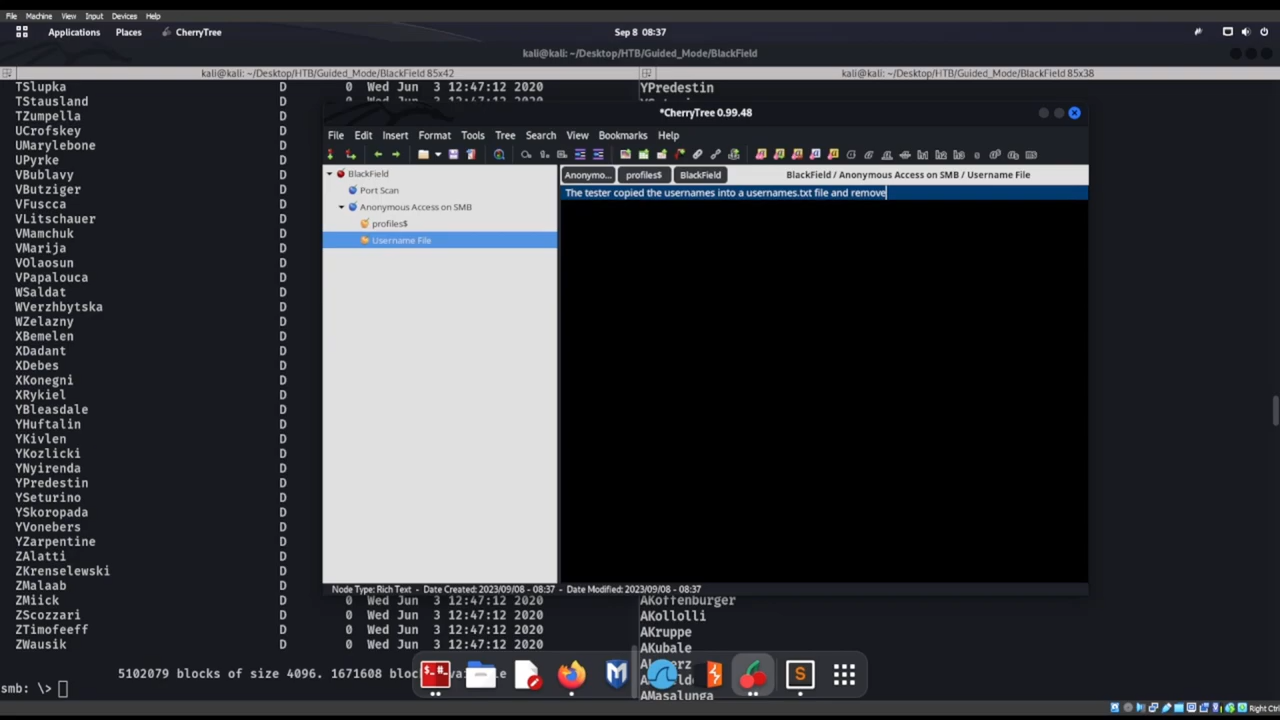 File Machine View Input Devices Help
Applications Places CherryTree Sep 8 08:37
kali@kali: ~/Desktop/HTB/Guided_Mode/BlackField
kali@kali: ~/Desktop/HTB/Guided_Mode/BlackField 85x42
kali@kali: ~/Desktop/HTB/Guided_Mode/BlackField 85x38
TSlupka D 0 Wed Jun 3 12:47:12 2020
YPredestin
TStausland D 0 Wed Jun 3 12:47:12 2020
TZumpella D
UCrofskey D
UMarylebone D
UPyrke D
VBublavy D
VButziger D
VFuscca D
VLitschauer D
VMamchuk D
VMarija D
VOlaosun D
VPapalouca D
WSaldat D
WVerzhbytska D
WZelazny D
XBemelen D
XDadant D
XDebes D
XKonegni D
XRykiel D
YBleasdale D
YHuftalin D
YKivlen D
YKozlicki D
YNyirenda D
YPredestin D
YSeturino D
YSkoropada D
YVonebers D
YZarpentine D
ZAlatti D
ZKrenselewski D
ZMalaab D
ZMiick D 0 Wed Jun 3 12:47:12 2020
ZScozzari D 0 Wed Jun 3 12:47:12 2020
ZTimofeeff D 0 Wed Jun 3 12:47:12 2020
ZWausik D 0 Wed Jun 3 12:47:12 2020
5102079 blocks of size 4096. 1671608
smb: \>
*CherryTree 0.99.48
File Edit Insert Format Tools Tree Search View Bookmarks Help
BlackField
Port Scan
Anonymous Access on SMB
profiles$
Username File
Anonymo... profiles$ BlackField BlackField / Anonymous Access on SMB / Username File
The tester copied the usernames into a usernames.txt file and remove
Node Type: Rich Text - Date Created: 2023/09/08 - 08:37 - Date Modified: 2023/09/08 - 08:37
AKoffenburger
AKollolli
AKruppe
AKubale
AMasalunga
Right Ctrl